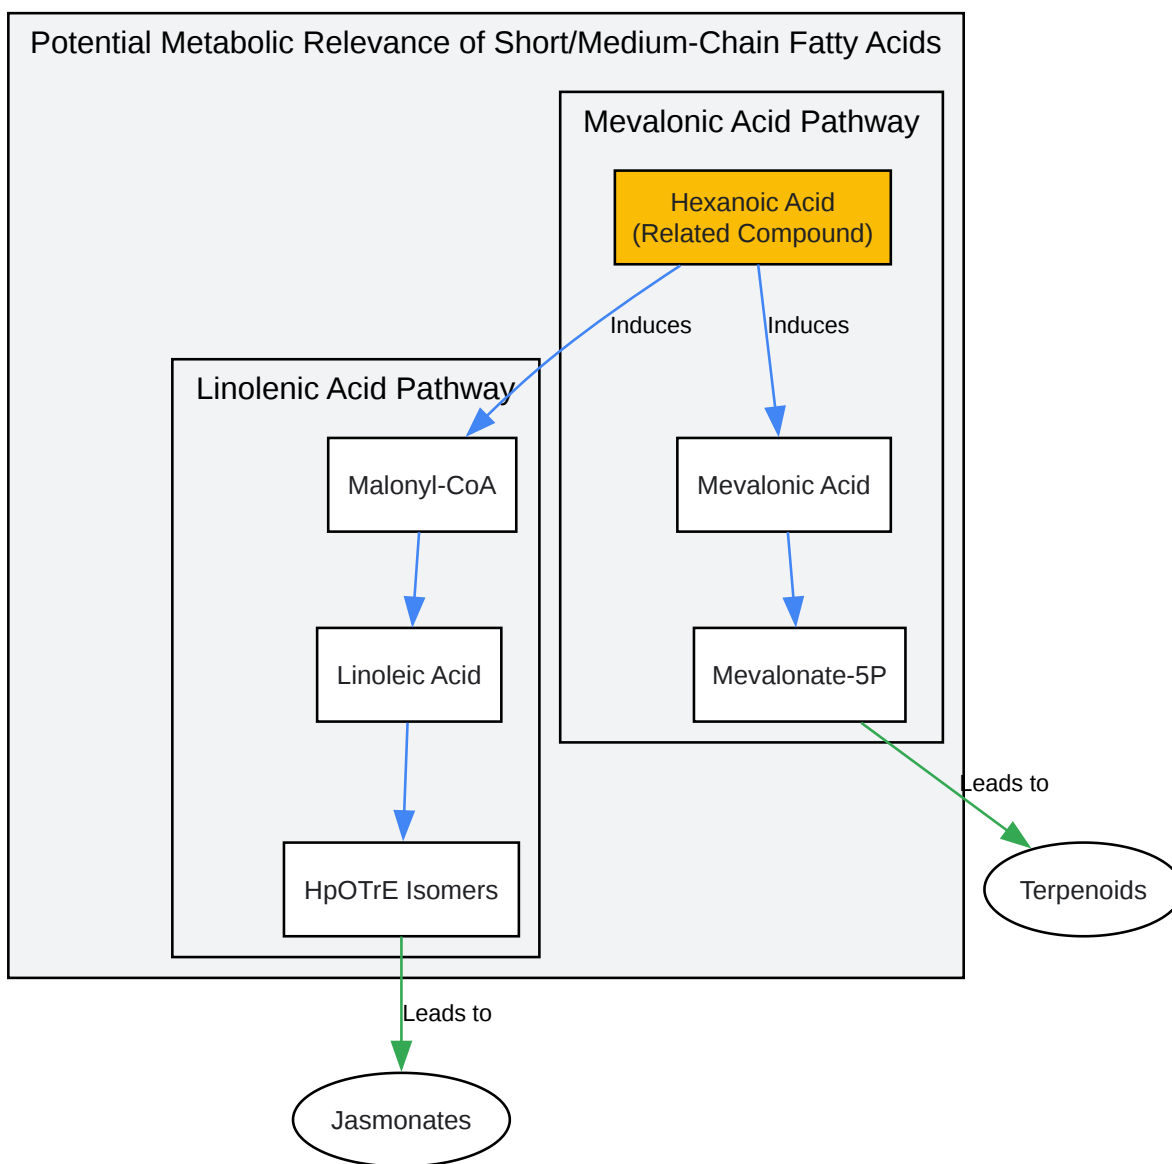 Potential Metabolic Relevance of Short/Medium-Chain Fatty Acids
Mevalonic Acid Pathway
Hexanoic Acid
(Related Compound)
Induces
Induces
Linolenic Acid Pathway
Malonyl-CoA
Mevalonic Acid
Linoleic Acid
Mevalonate-5P
Leads to
HpOTrE Isomers
Terpenoids
Leads to
Jasmonates